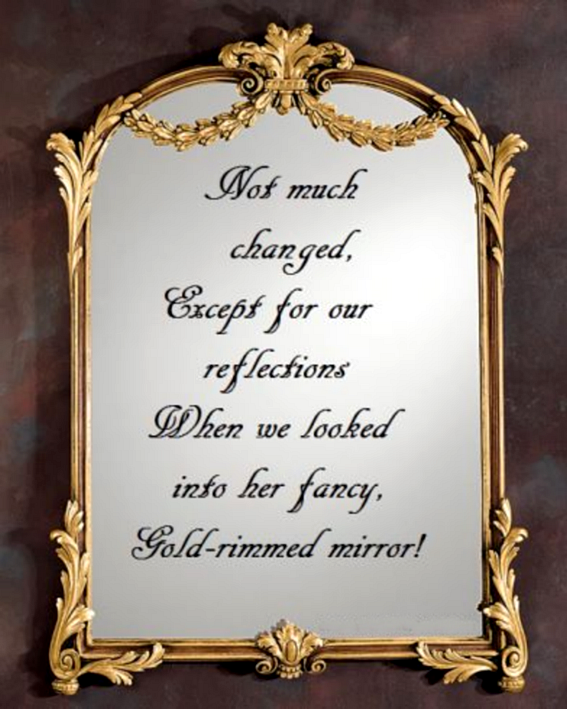 Not much
changed,
Except for our
reflections
When we looked
into her fancy,
Gold-rimmed mirror!